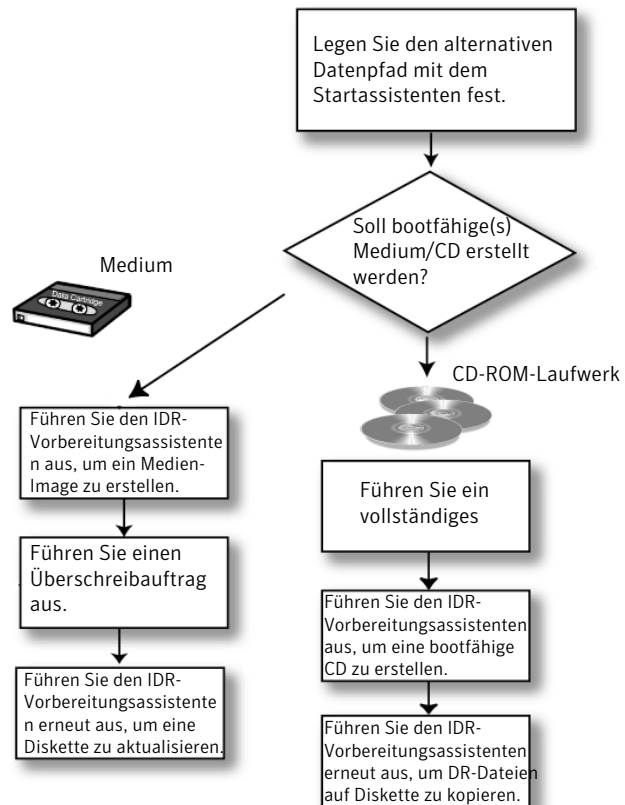 Legen Sie den alternativen
Datenpfad mit dem
Startassistenten fest.
Soll bootfähige(s)
Medium/CD erstellt
werden?
Medium
Data Cartridge
CD-ROM-Laufwerk
Führen Sie den IDR-
Vorbereitungsassistente
n aus, um ein Medien-
Image zu erstellen.
Führen Sie einen
Überschreibauftrag
aus.
Führen Sie den IDR-
Vorbereitungsassistente
n erneut aus, um eine
Diskette zu aktualisieren.
Führen Sie ein
vollständiges
Führen Sie den IDR-
Vorbereitungsassistenten
aus, um eine bootfähige
CD zu erstellen.
Führen Sie den IDR-
Vorbereitungsassistenten
erneut aus, um DR-Dateien
auf Diskette zu kopieren.